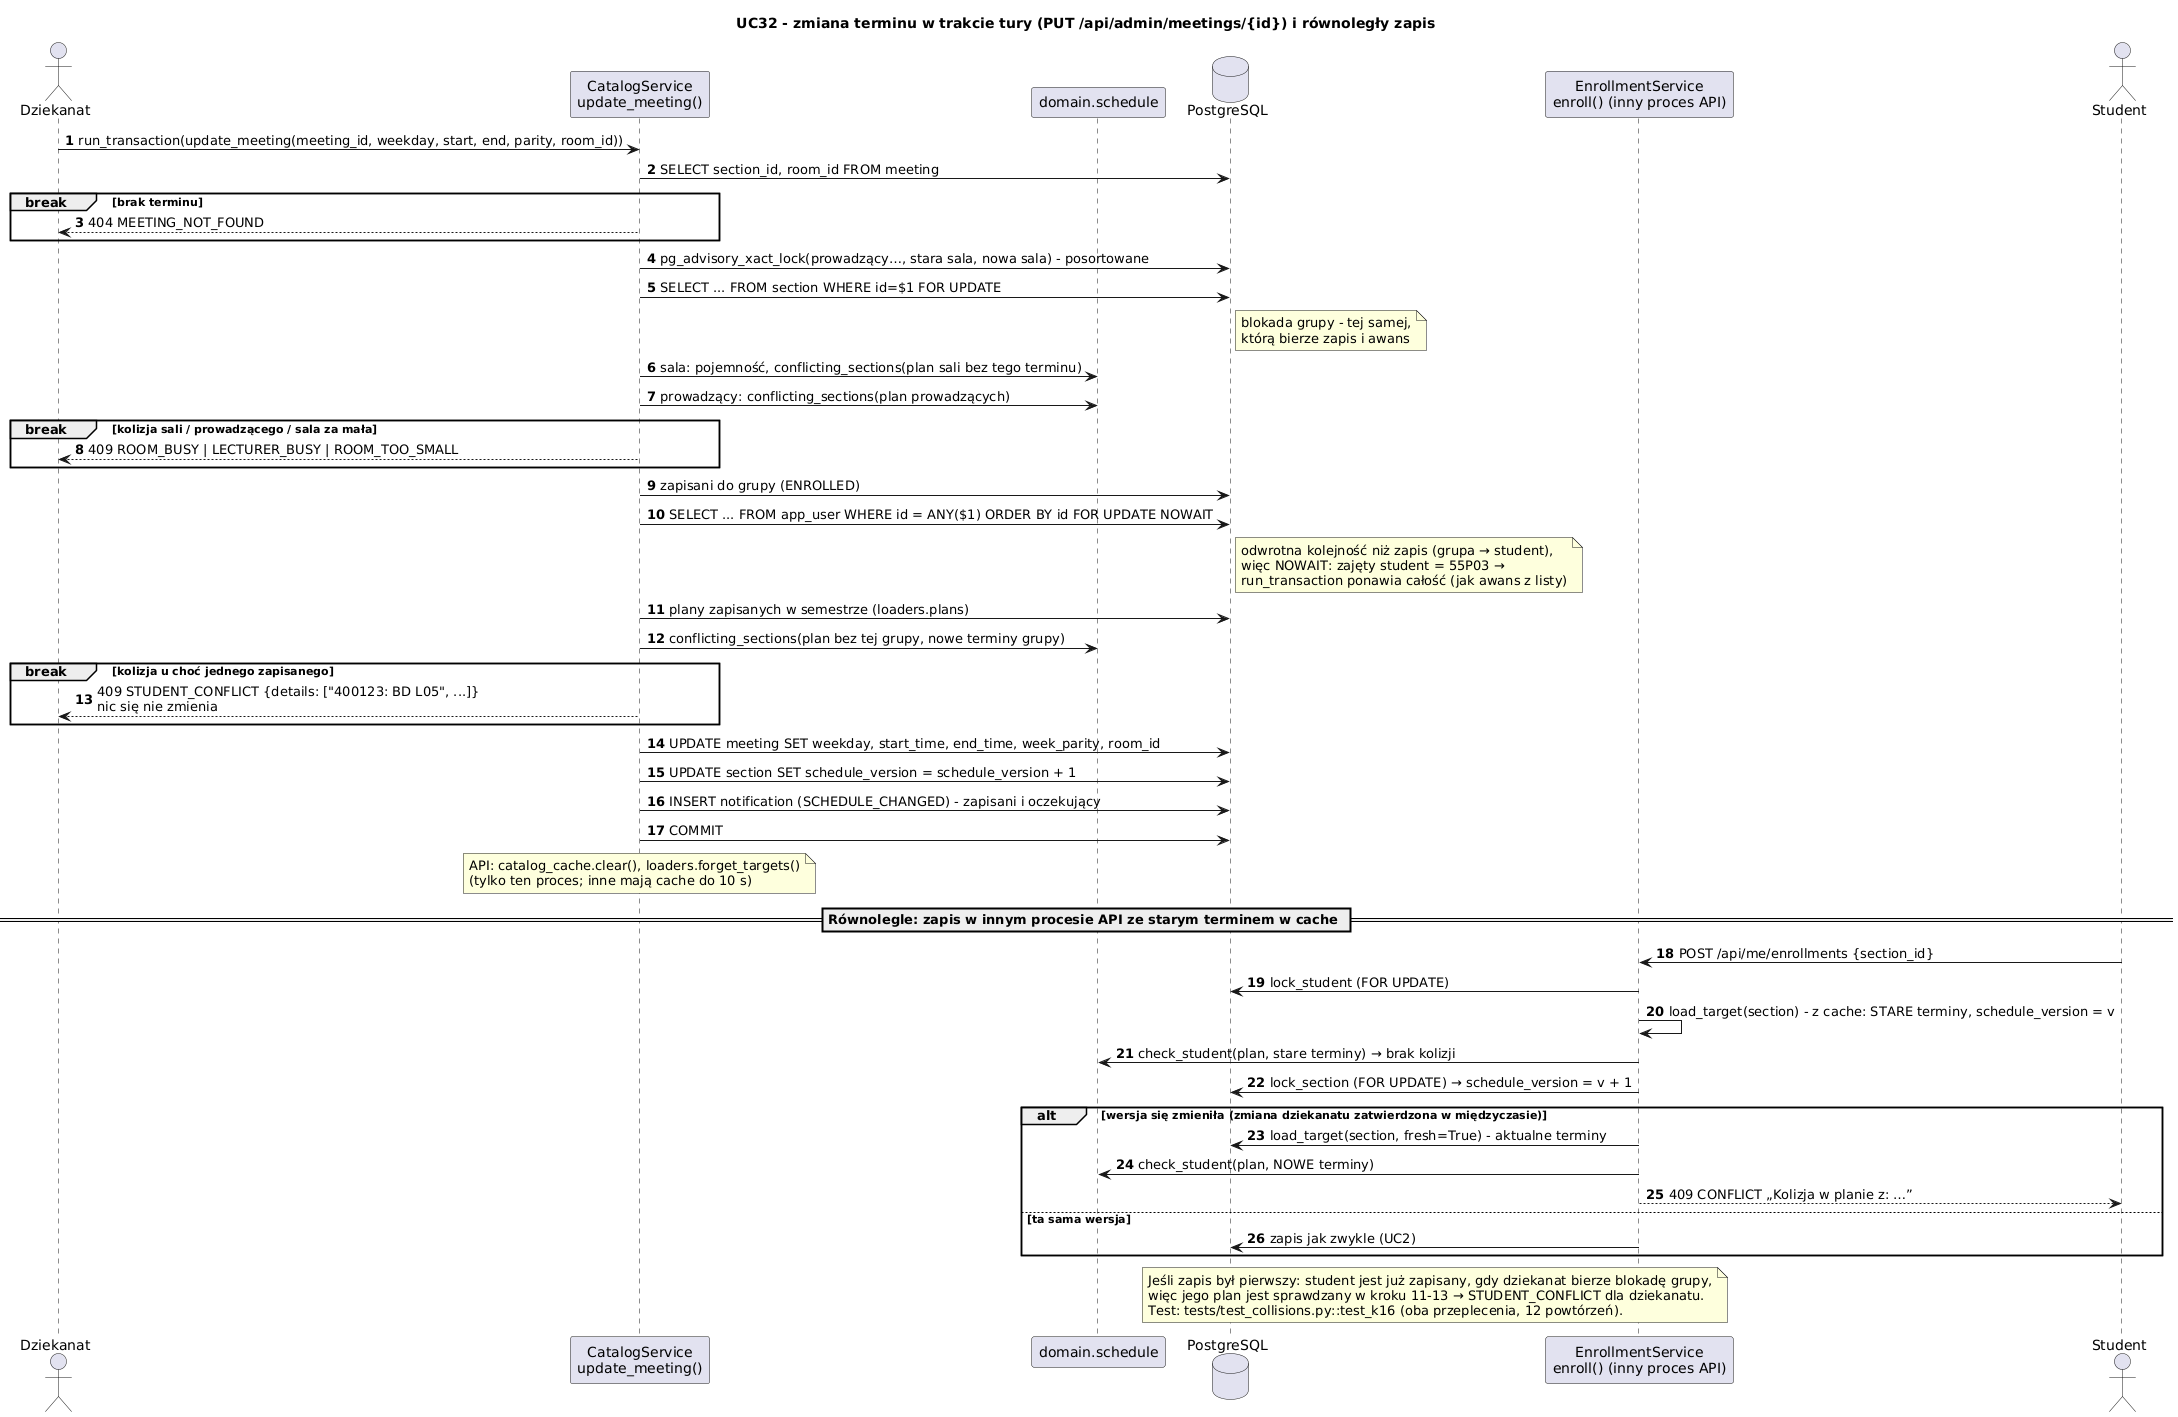 UC32 - zmiana terminu w trakcie tury (PUT /api/admin/meetings/{id}) i równoległy zapis
Dziekanat
CatalogService
update_meeting()
domain.schedule
PostgreSQL
EnrollmentService
enroll() (inny proces API)
Student
1 run_transaction(update_meeting(meeting_id, weekday, start, end, parity, room_id))
2 SELECT section_id, room_id FROM meeting
break [brak terminu]
3 404 MEETING_NOT_FOUND
4 pg_advisory_xact_lock(prowadzący..., stara sala, nowa sala) - posortowane
5 SELECT ... FROM section WHERE id=$1 FOR UPDATE
blokada grupy - tej samej,
którą bierze zapis i awans
6 sala: pojemność, conflicting_sections(plan sali bez tego terminu)
7 prowadzący: conflicting_sections(plan prowadzących)
break [kolizja sali / prowadzącego / sala za mała]
8 409 ROOM_BUSY | LECTURER_BUSY | ROOM_TOO_SMALL
9 zapisani do grupy (ENROLLED)
10 SELECT ... FROM app_user WHERE id = ANY($1) ORDER BY id FOR UPDATE NOWAIT
odwrotna kolejność niż zapis (grupa → student),
więc NOWAIT: zajęty student = 55P03 →
run_transaction ponawia całość (jak awans z listy)
11 plany zapisanych w semestrze (loaders.plans)
12 conflicting_sections(plan bez tej grupy, nowe terminy grupy)
break [kolizja u choć jednego zapisanego]
13 409 STUDENT_CONFLICT {details: ["400123: BD L05", ...]}
nic się nie zmienia
14 UPDATE meeting SET weekday, start_time, end_time, week_parity, room_id
15 UPDATE section SET schedule_version = schedule_version + 1
16 INSERT notification (SCHEDULE_CHANGED) - zapisani i oczekujący
17 COMMIT
API: catalog_cache.clear(), loaders.forget_targets()
(tylko ten proces; inne mają cache do 10 s)
Równolegle: zapis w innym procesie API ze starym terminem w cache
18 POST /api/me/enrollments {section_id}
19 lock_student (FOR UPDATE)
20 load_target(section) - z cache: STARE terminy, schedule_version = v
21 check_student(plan, stare terminy) → brak kolizji
22 lock_section (FOR UPDATE) → schedule_version = v + 1
alt [wersja się zmieniła (zmiana dziekanatu zatwierdzona w międzyczasie)]
23 load_target(section, fresh=True) - aktualne terminy
24 check_student(plan, NOWE terminy)
25 409 CONFLICT „Kolizja w planie z: ...”
[ta sama wersja]
26 zapis jak zwykle (UC2)
Jeśli zapis był pierwszy: student jest już zapisany, gdy dziekanat bierze blokadę grupy,
więc jego plan jest sprawdzany w kroku 11-13 → STUDENT_CONFLICT dla dziekanatu.
Test: tests/test_collisions.py::test_k16 (oba przeplecenia, 12 powtórzeń).
Dziekanat
CatalogService
update_meeting()
domain.schedule
PostgreSQL
EnrollmentService
enroll() (inny proces API)
Student